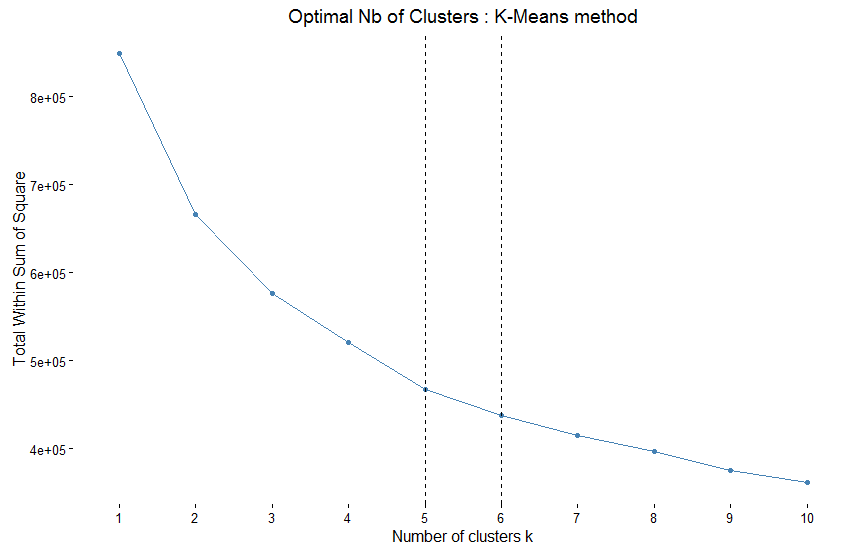 Optimal Nb of Clusters : K-Means method
Total Within Sum of Square
8e+05
7e+05
6e+05
5e+05
4e+05
1 2 3 4 5 6 7 8 9 10
Number of clusters k